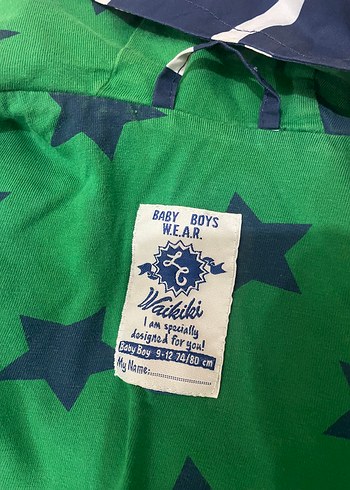 BABY BOYS
W.E.A.R.
LC
Waikiki
I am specially
designed for you!
Baby Boy 9-12 74/80 cm
My Name: